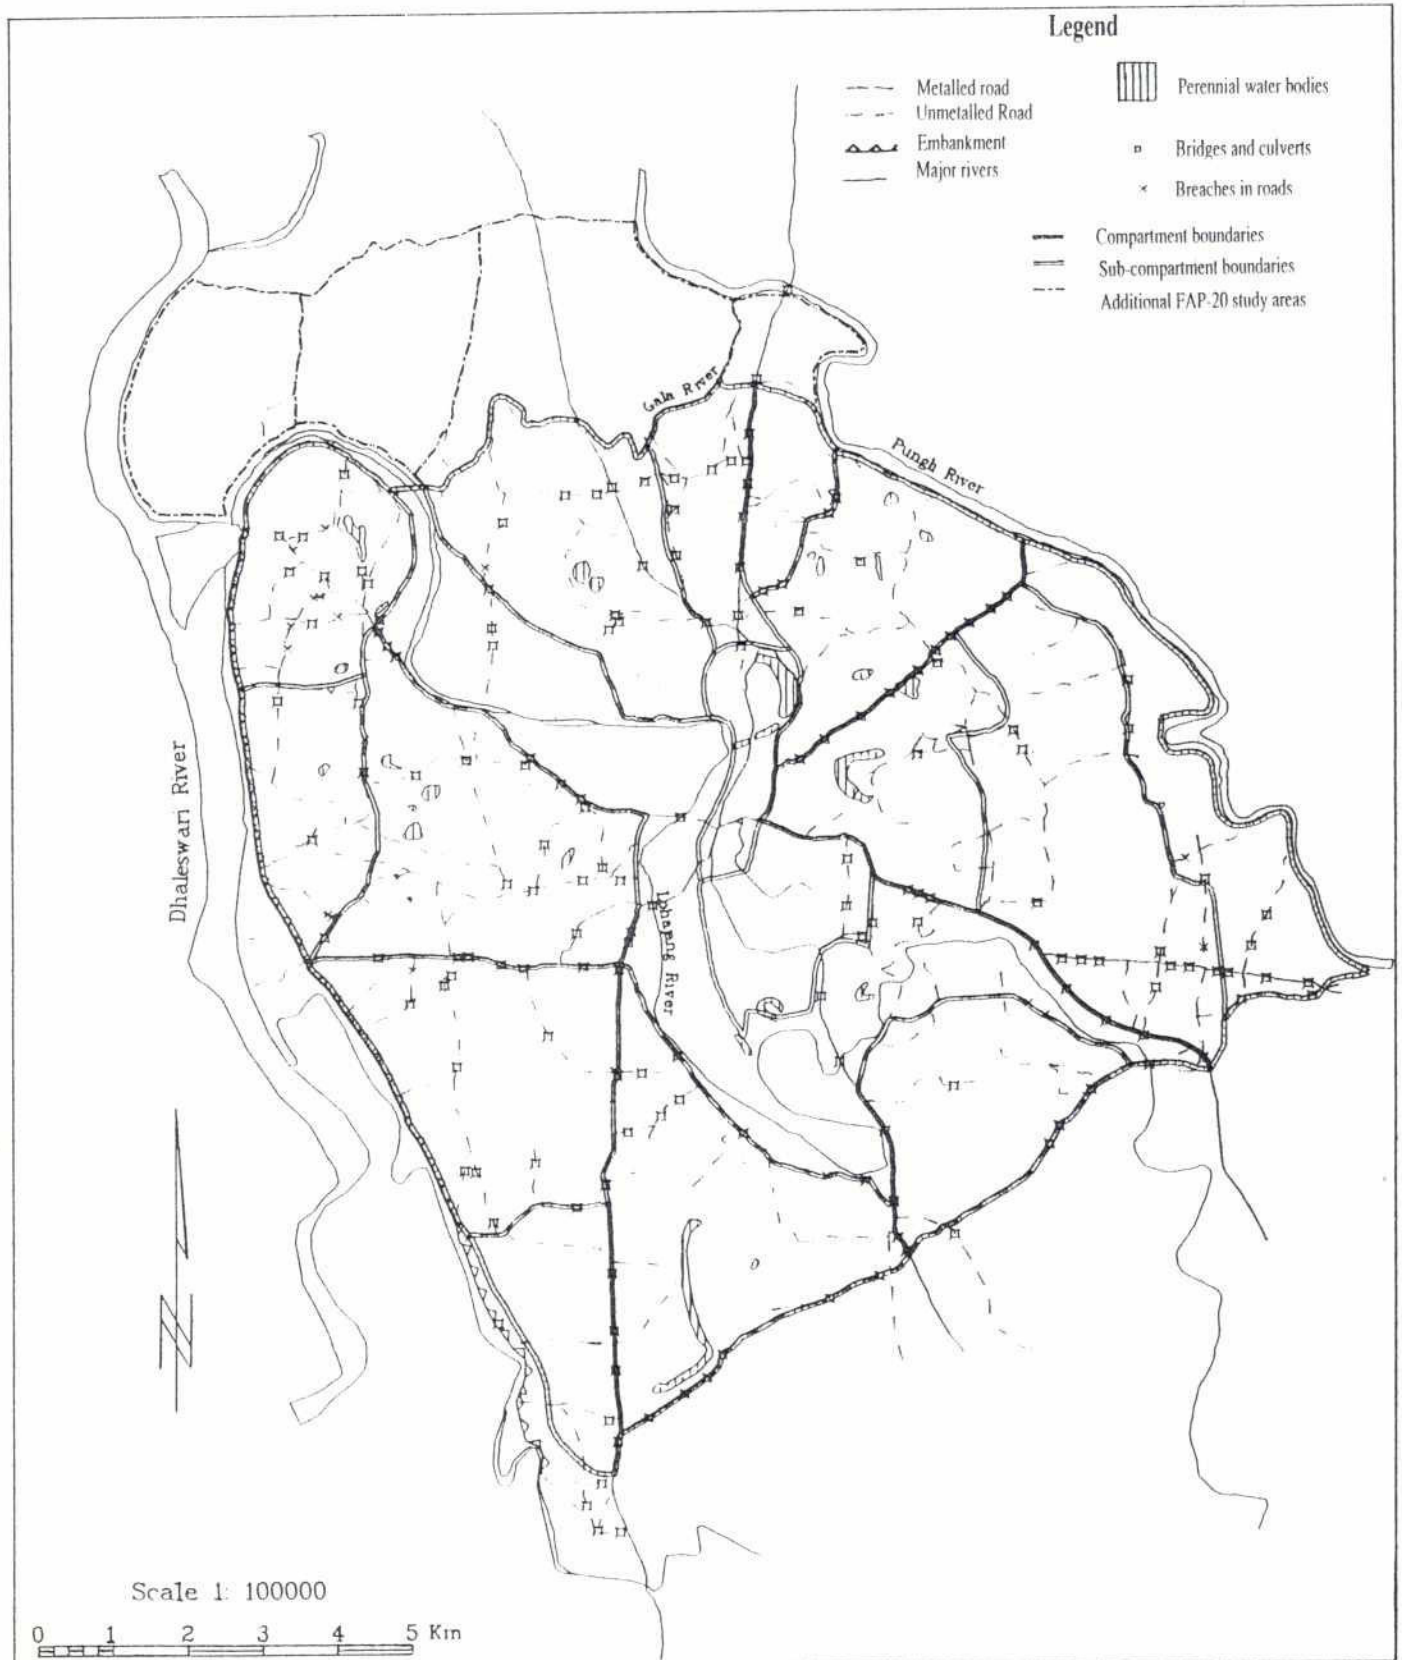 Legend
Metalled road
Unmetalled Road
Embankment
Major rivers
Perennial water bodies
Bridges and culverts
Breaches in roads
Compartment boundaries
Sub-compartment boundaries
Additional FAP-20 study areas
Gala River
Pungh River
Dhaleswari River
Lohajang River
N
Scale 1: 100000
0 1 2 3 4 5 Km